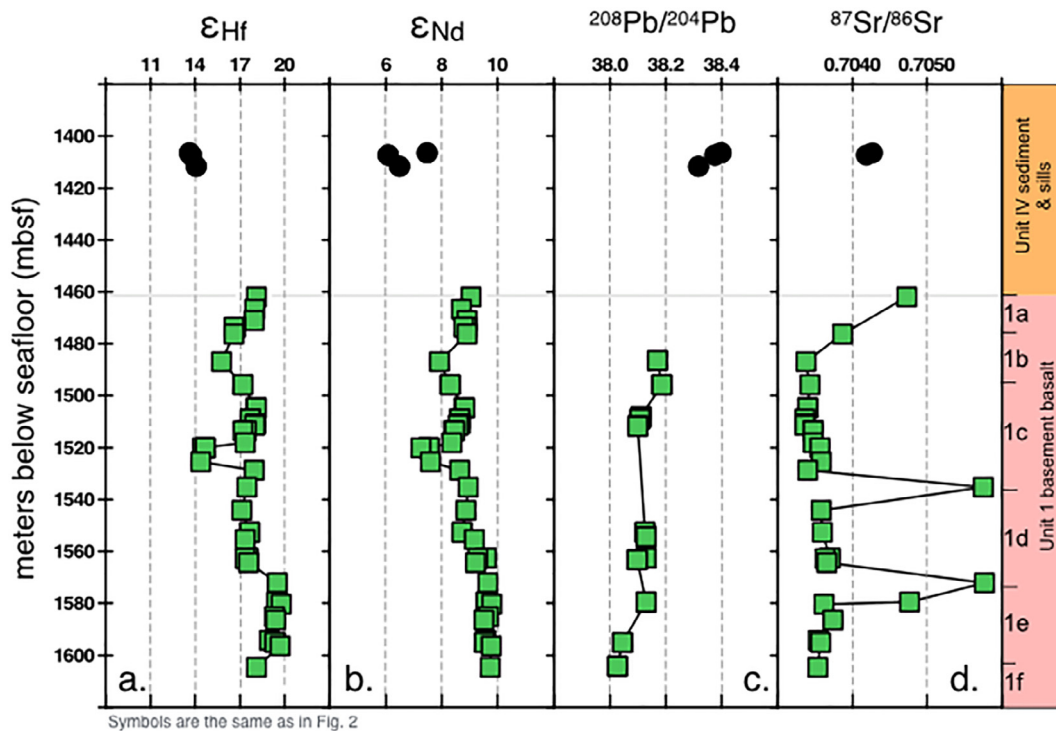 εHf
εNd
208Pb/204Pb
87Sr/86Sr
11 14 17 20
6 8 10
38.0 38.2 38.4
0.7040 0.7050
meters below seafloor (mbsf)
1400
1420
1440
1460
1480
1500
1520
1540
1560
1580
1600
a.
b.
c.
d.
Unit IV sediment
& sills
Unit 1 basement basalt
1a
1b
1c
1d
1e
1f
Symbols are the same as in Fig. 2